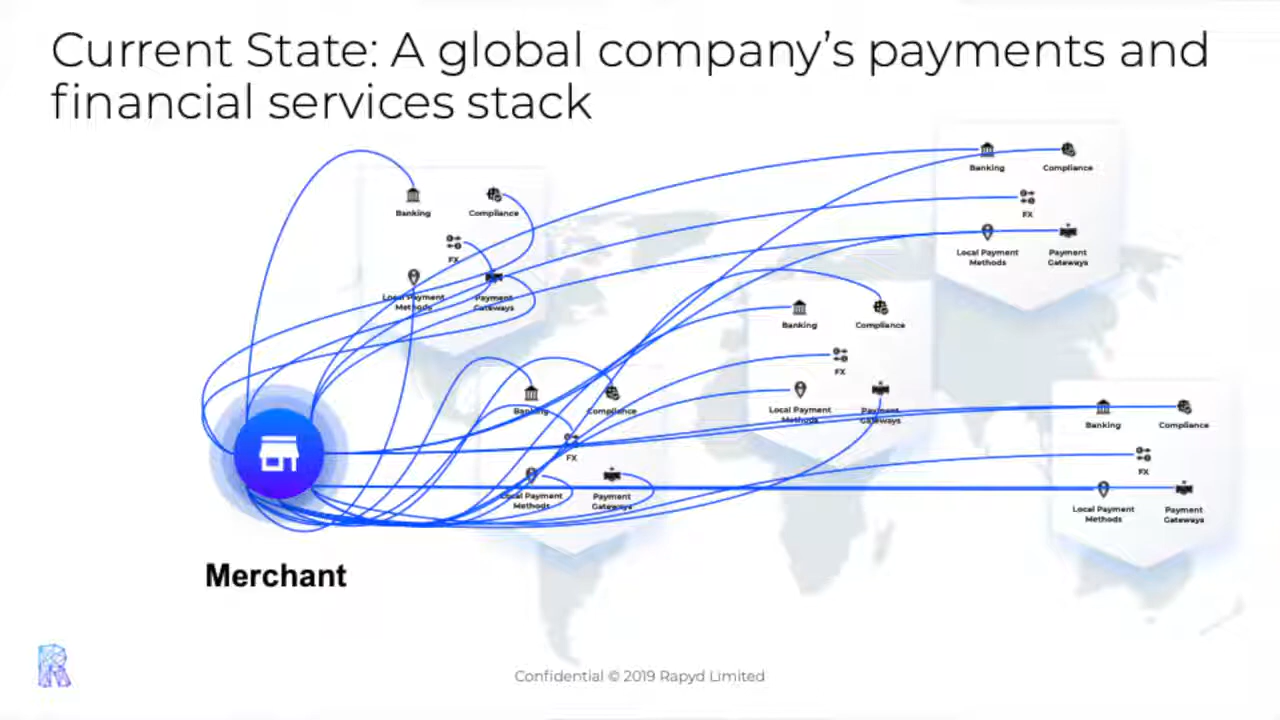 Current State: A global company’s payments and
financial services stack
Banking
Compliance
FX
Local Payment
Methods
Payment
Gateways
Banking
Compliance
FX
Local Payment
Methods
Payment
Gateways
Banking
Compliance
FX
Local Payment
Methods
Payment
Gateways
Banking
Compliance
FX
Local Payment
Methods
Payment
Gateways
Banking
Compliance
FX
Local Payment
Methods
Payment
Gateways
Merchant
R
Confidential © 2019 Rapyd Limited